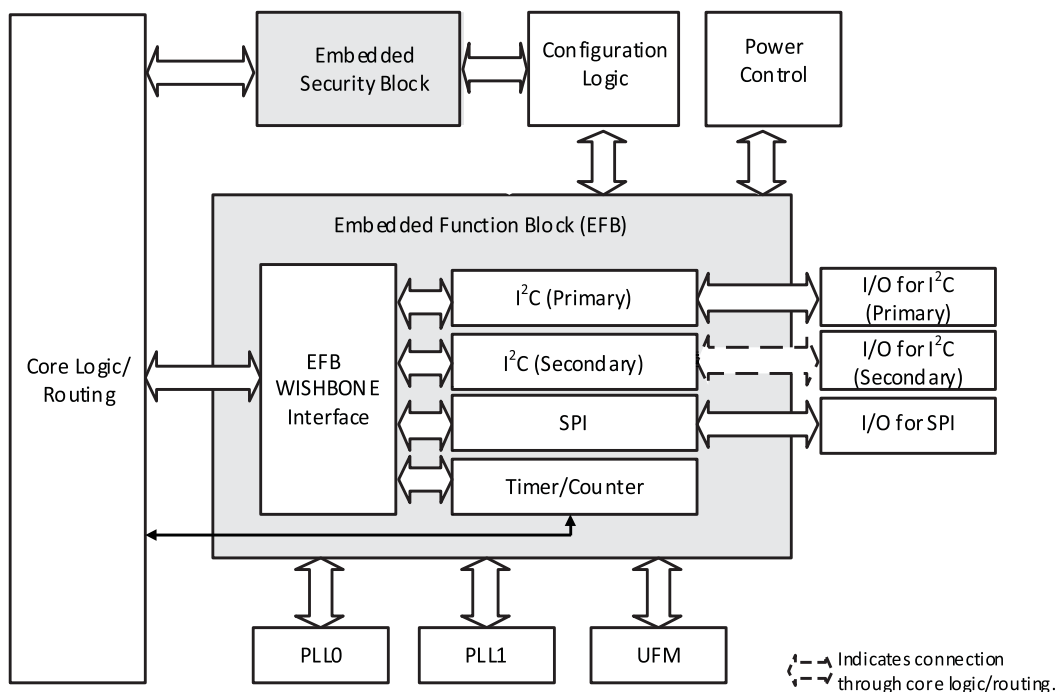 Embedded
Security Block
Configuration
Logic
Power
Control
Embedded Function Block (EFB)
Core Logic/
Routing
EFB
WISHBONE
Interface
I²C (Primary)
I²C (Secondary)
SPI
Timer/Counter
I/O for I²C
(Primary)
I/O for I²C
(Secondary)
I/O for SPI
PLL0
PLL1
UFM
Indicates connection
through core logic/routing.